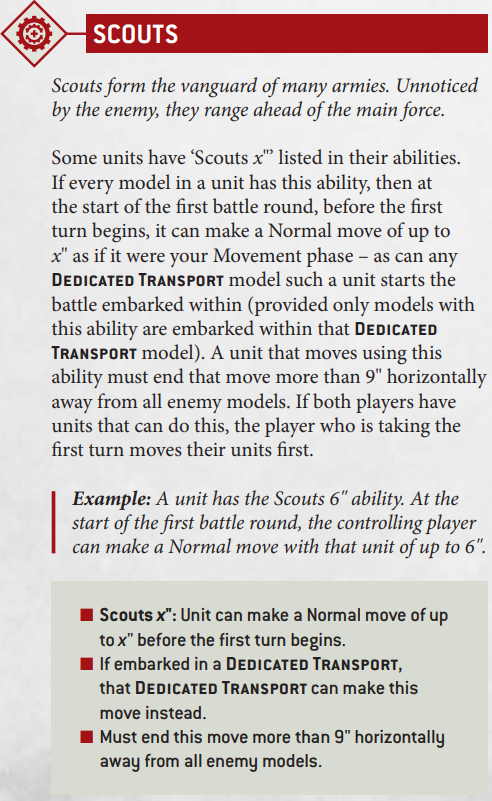 SCOUTS
Scouts form the vanguard of many armies. Unnoticed
by the enemy, they range ahead of the main force.
Some units have ‘Scouts x"’ listed in their abilities.
If every model in a unit has this ability, then at
the start of the first battle round, before the first
turn begins, it can make a Normal move of up to
x" as if it were your Movement phase – as can any
DEDICATED TRANSPORT model such a unit starts the
battle embarked within (provided only models with
this ability are embarked within that DEDICATED
TRANSPORT model). A unit that moves using this
ability must end that move more than 9" horizontally
away from all enemy models. If both players have
units that can do this, the player who is taking the
first turn moves their units first.
Example: A unit has the Scouts 6" ability. At the
start of the first battle round, the controlling player
can make a Normal move with that unit of up to 6".
■ Scouts x": Unit can make a Normal move of up
to x" before the first turn begins.
■ If embarked in a DEDICATED TRANSPORT,
that DEDICATED TRANSPORT can make this
move instead.
■ Must end this move more than 9" horizontally
away from all enemy models.